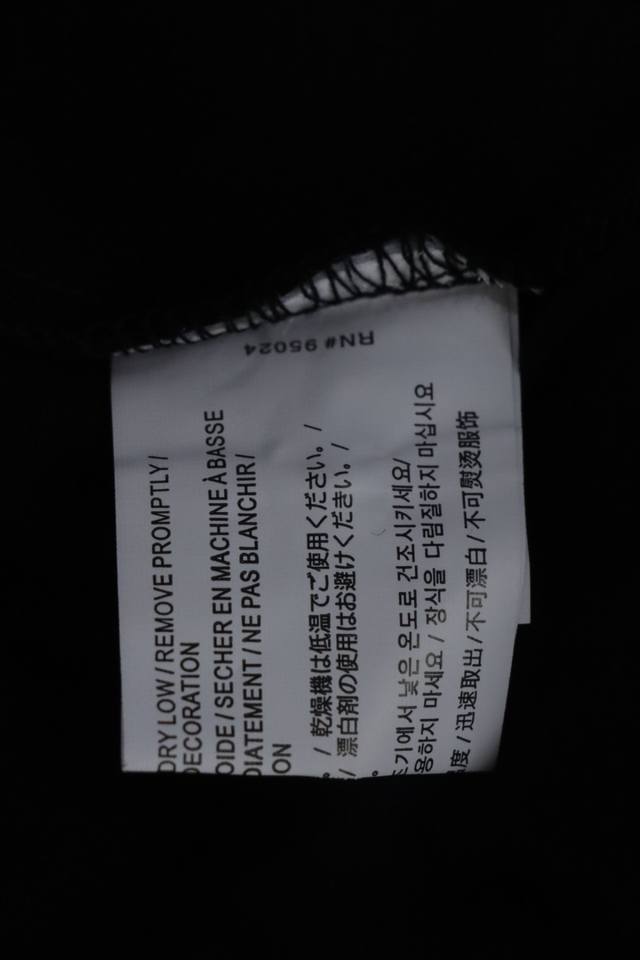 RN# 95024
DRY LOW / REMOVE PROMPTLY /
DECORATION
OIDE / SECHER EN MACHINE À BASSE
DIATEMENT / NE PAS BLANCHIR /
ON
。/ 乾燥機は低温でご使用ください。/
/ 漂白剤の使用はお避けください。/
。
기에서 낮은 온도로 건조시키세요/
용하지 마세요 / 장식을 다림질하지 마십시요
度 / 迅速取出 / 不可漂白 / 不可熨烫服饰